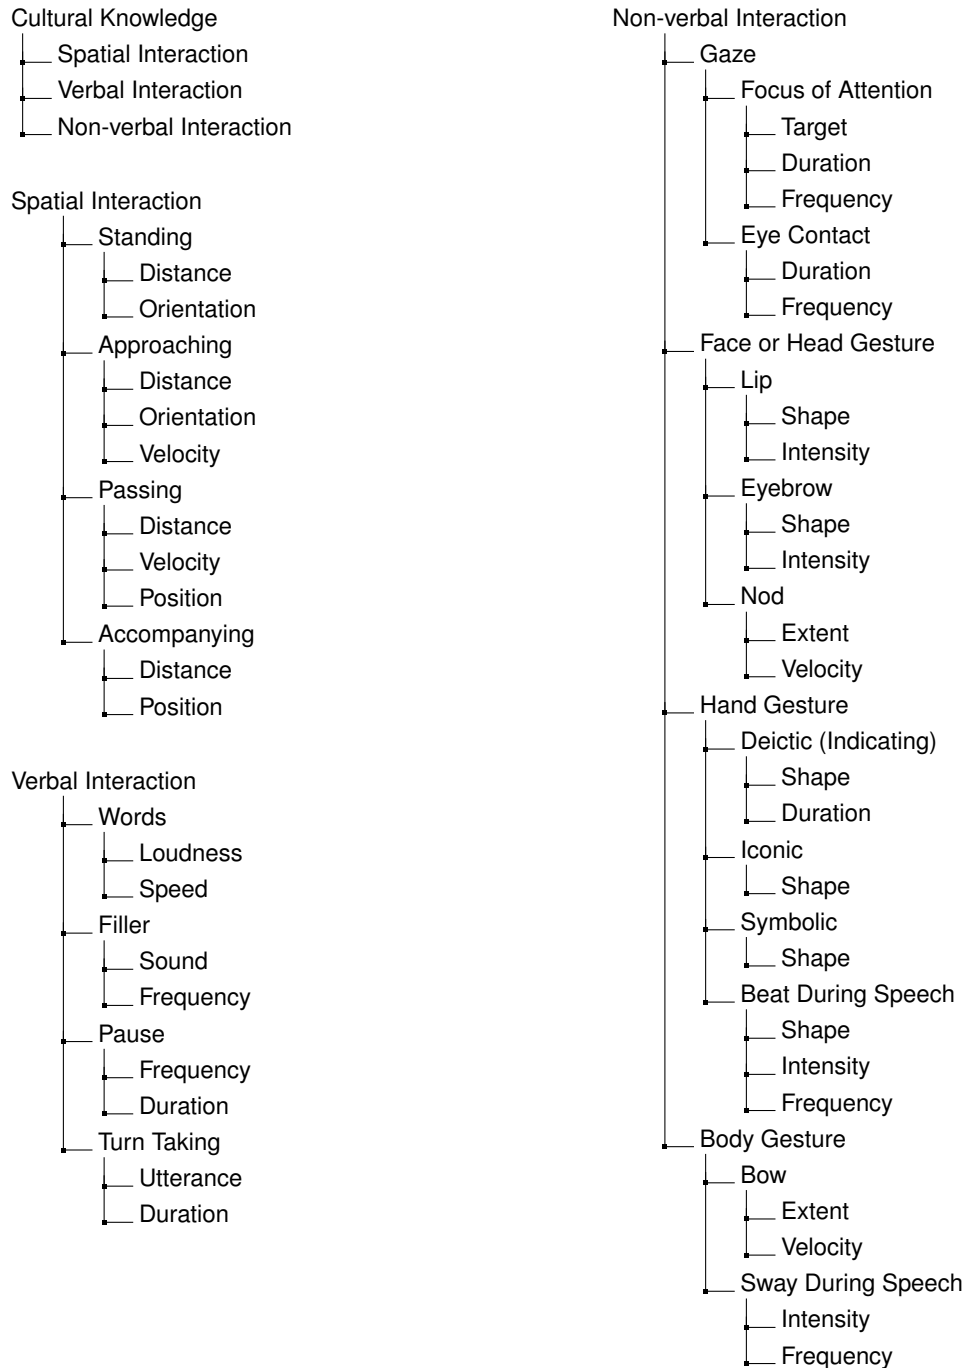 Cultural Knowledge
Spatial Interaction
Verbal Interaction
Non-verbal Interaction
Spatial Interaction
Standing
Distance
Orientation
Approaching
Distance
Orientation
Velocity
Passing
Distance
Velocity
Position
Accompanying
Distance
Position
Verbal Interaction
Words
Loudness
Speed
Filler
Sound
Frequency
Pause
Frequency
Duration
Turn Taking
Utterance
Duration
Non-verbal Interaction
Gaze
Focus of Attention
Target
Duration
Frequency
Eye Contact
Duration
Frequency
Face or Head Gesture
Lip
Shape
Intensity
Eyebrow
Shape
Intensity
Nod
Extent
Velocity
Hand Gesture
Deictic (Indicating)
Shape
Duration
Iconic
Shape
Symbolic
Shape
Beat During Speech
Shape
Intensity
Frequency
Body Gesture
Bow
Extent
Velocity
Sway During Speech
Intensity
Frequency